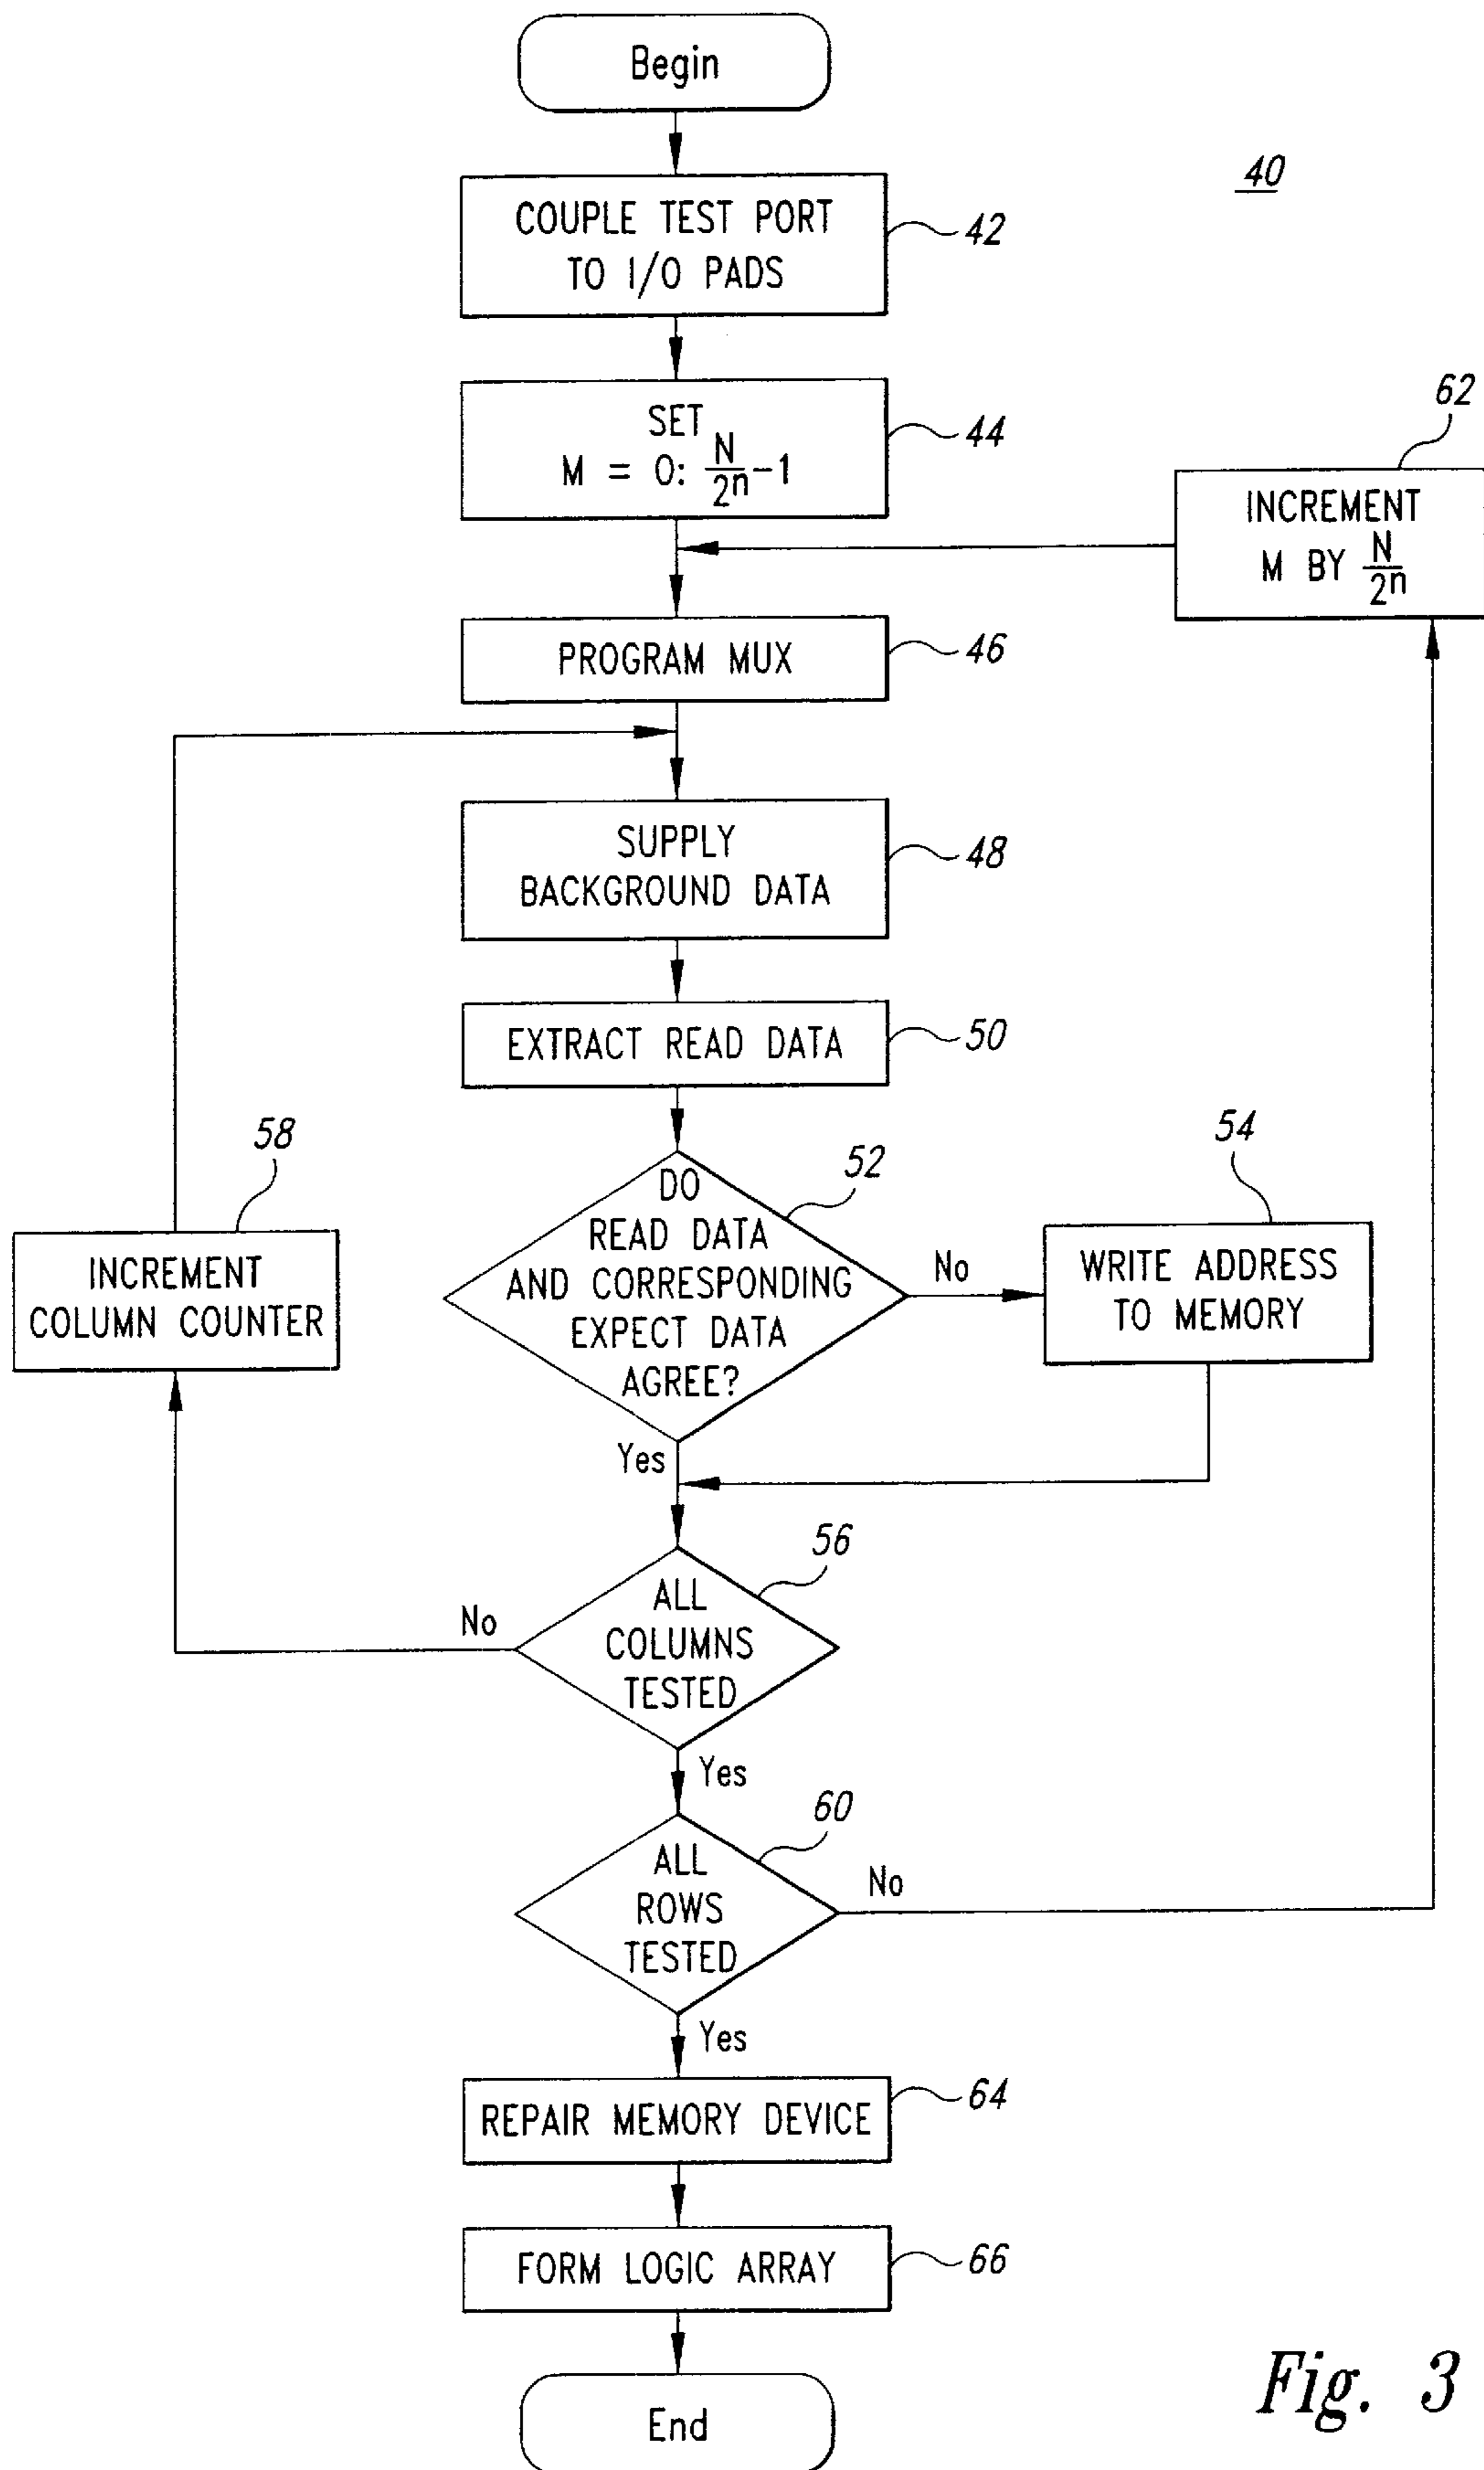 Begin
40
COUPLE TEST PORT
TO I/O PADS
42
SET
M = 0: N/2n -1
44
62
INCREMENT
M BY N/2n
PROGRAM MUX
46
SUPPLY
BACKGROUND DATA
48
EXTRACT READ DATA
50
58
INCREMENT
COLUMN COUNTER
DO
READ DATA
AND CORRESPONDING
EXPECT DATA
AGREE?
52
No
54
WRITE ADDRESS
TO MEMORY
Yes
56
ALL
COLUMNS
TESTED
No
Yes
60
ALL
ROWS
TESTED
No
Yes
REPAIR MEMORY DEVICE
64
FORM LOGIC ARRAY
66
End
Fig. 3